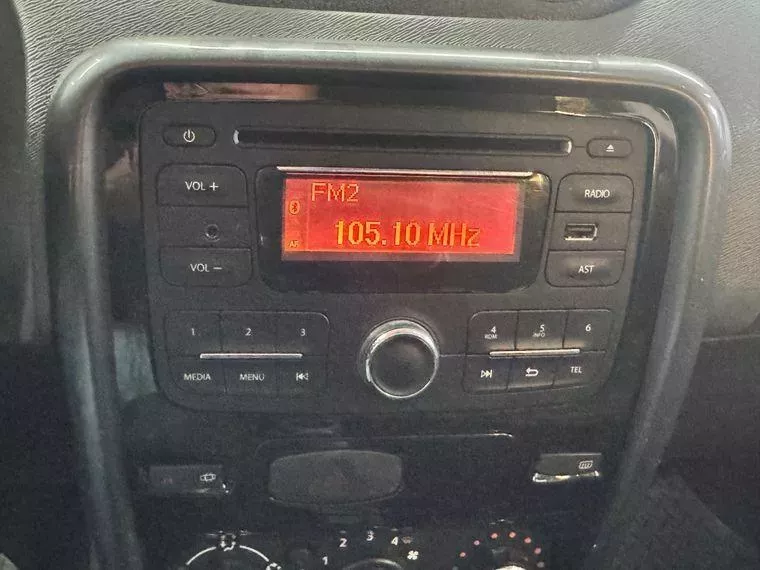 FM2
105.10 MHz
AF
VOL +
VOL –
RADIO
AST
1 2 3
MEDIA MENU
4 5 6
RDM INFO
TEL
1 2 3 4